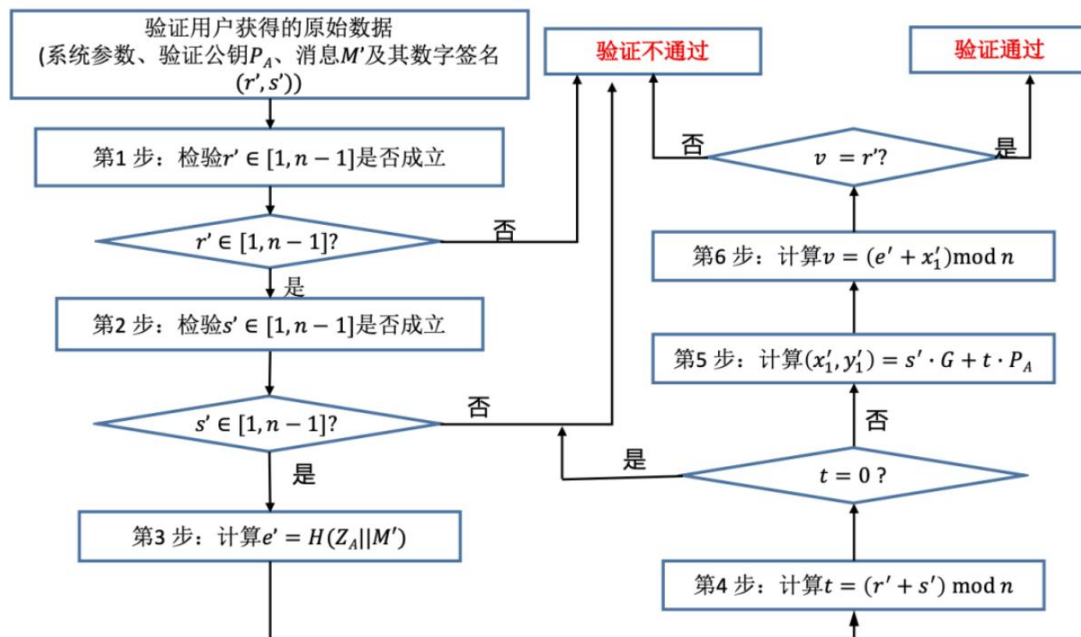 验证用户获得的原始数据
(系统参数、验证公钥P_A、消息M'及其数字签名
(r', s'))
第1 步：检验r' ∈ [1, n − 1]是否成立
r' ∈ [1, n − 1]?
否
是
第2 步：检验s' ∈ [1, n − 1]是否成立
s' ∈ [1, n − 1]?
否
是
第3 步：计算e' = H(Z_A||M′)
第4 步：计算t = (r′ + s′) mod n
t = 0 ?
是
否
第5 步：计算(x′₁, y′₁) = s′ · G + t · P_A
第6 步：计算v = (e′ + x′₁)mod n
v = r'?
否
是
验证不通过
验证通过